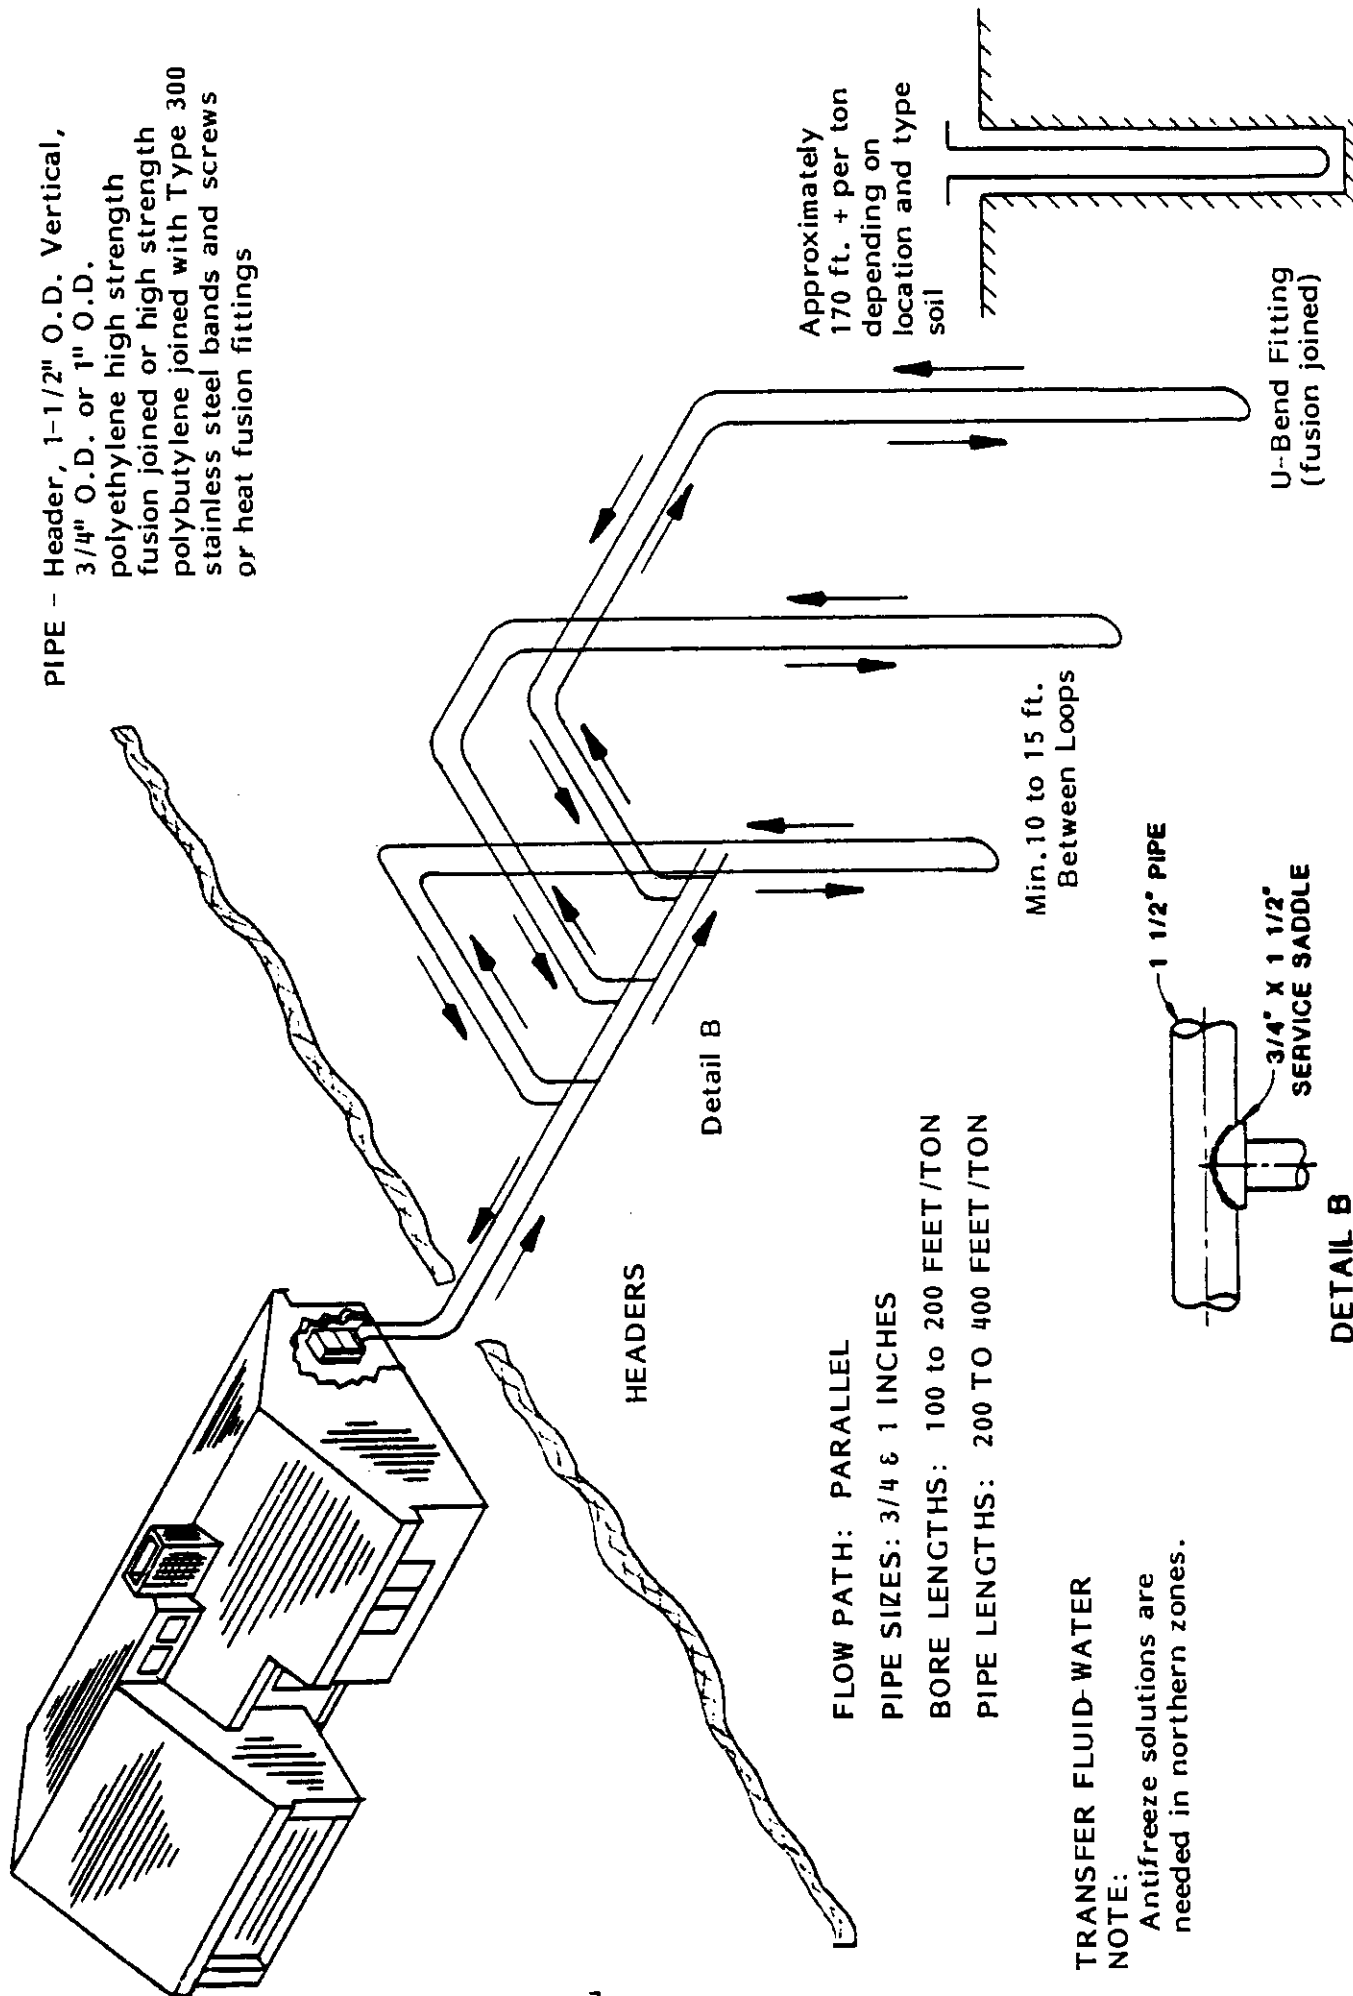 PIPE - Header, 1-1/2" O.D. Vertical,
3/4" O.D. or 1" O.D.
polyethylene high strength
fusion joined or high strength
polybutylene joined with Type 300
stainless steel bands and screws
or heat fusion fittings
Approximately
170 ft. + per ton
depending on
location and type
soil
U-Bend Fitting
(fusion joined)
Min. 10 to 15 ft.
Between Loops
Detail B
HEADERS
FLOW PATH: PARALLEL
PIPE SIZES: 3/4 & 1 INCHES
BORE LENGTHS: 100 to 200 FEET/TON
PIPE LENGTHS: 200 TO 400 FEET/TON
TRANSFER FLUID-WATER
NOTE:
Antifreeze solutions are
needed in northern zones.
1 1/2" PIPE
3/4" X 1 1/2"
SERVICE SADDLE
DETAIL B